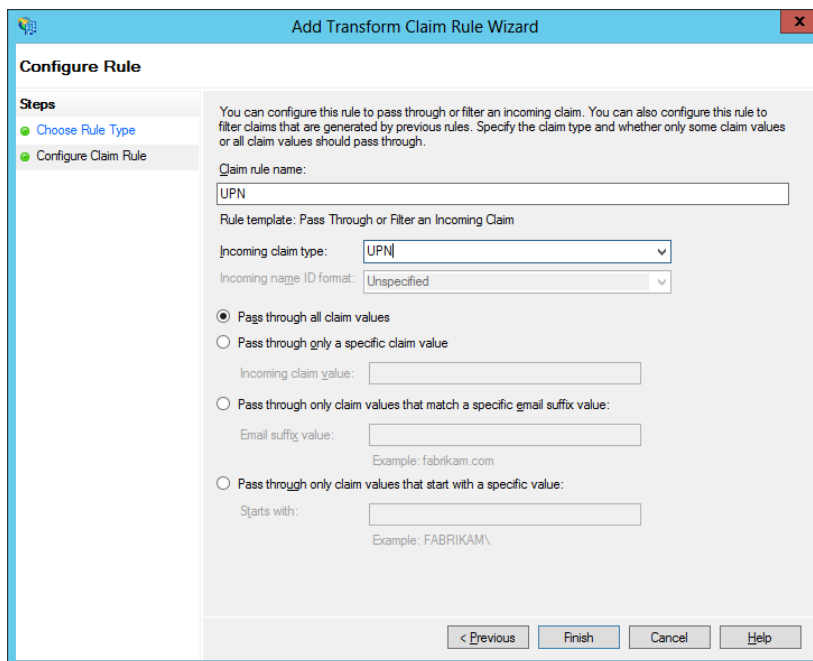 Add Transform Claim Rule Wizard
x
Configure Rule
Steps
Choose Rule Type
Configure Claim Rule
You can configure this rule to pass through or filter an incoming claim. You can also configure this rule to
filter claims that are generated by previous rules. Specify the claim type and whether only some claim values
or all claim values should pass through.
Claim rule name:
UPN
Rule template: Pass Through or Filter an Incoming Claim
Incoming claim type: UPN
Incoming name ID format: Unspecified
Pass through all claim values
Pass through only a specific claim value
Incoming claim value:
Pass through only claim values that match a specific email suffix value:
Email suffix value:
Example: fabrikam.com
Pass through only claim values that start with a specific value:
Starts with:
Example: FABRIKAM\
< Previous Finish Cancel Help